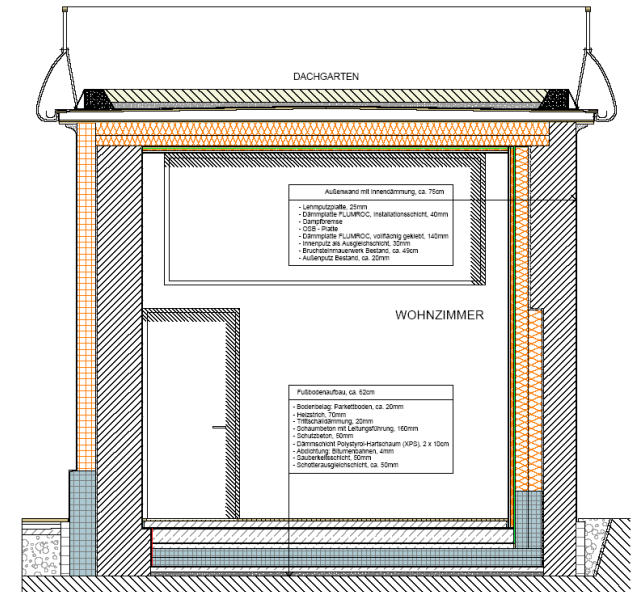 DACHGARTEN
Außenwand mit Innendämmung, ca. 75cm
- Lehmputzplatte, 25mm
- Dämmplatte FLUMROC, Installationsschicht, 40mm
- Dampfbremse
- OSB - Platte
- Dämmplatte FLUMROC, vollflächig geklebt, 140mm
- Innenputz als Ausgleichschicht, 30mm
- Bruchsteinmauerwerk Bestand, ca. 49cm
- Außenputz Bestand, ca. 20mm
WOHNZIMMER
Fußbodenaufbau, ca. 62cm
- Bodenbelag: Parkettboden, ca. 20mm
- Heizstrich, 70mm
- Trittschalldämmung, 20mm
- Schaumbeton mit Leitungsführung, 160mm
- Schutzbeton, 50mm
- Dämmschicht Polystyrol-Hartschaum (XPS), 2 x 10cm
- Abdichtung: Bitumenbahnen, 4mm
- Sauberkeitsschicht, 50mm
- Schotterausgleichschicht, ca. 50mm